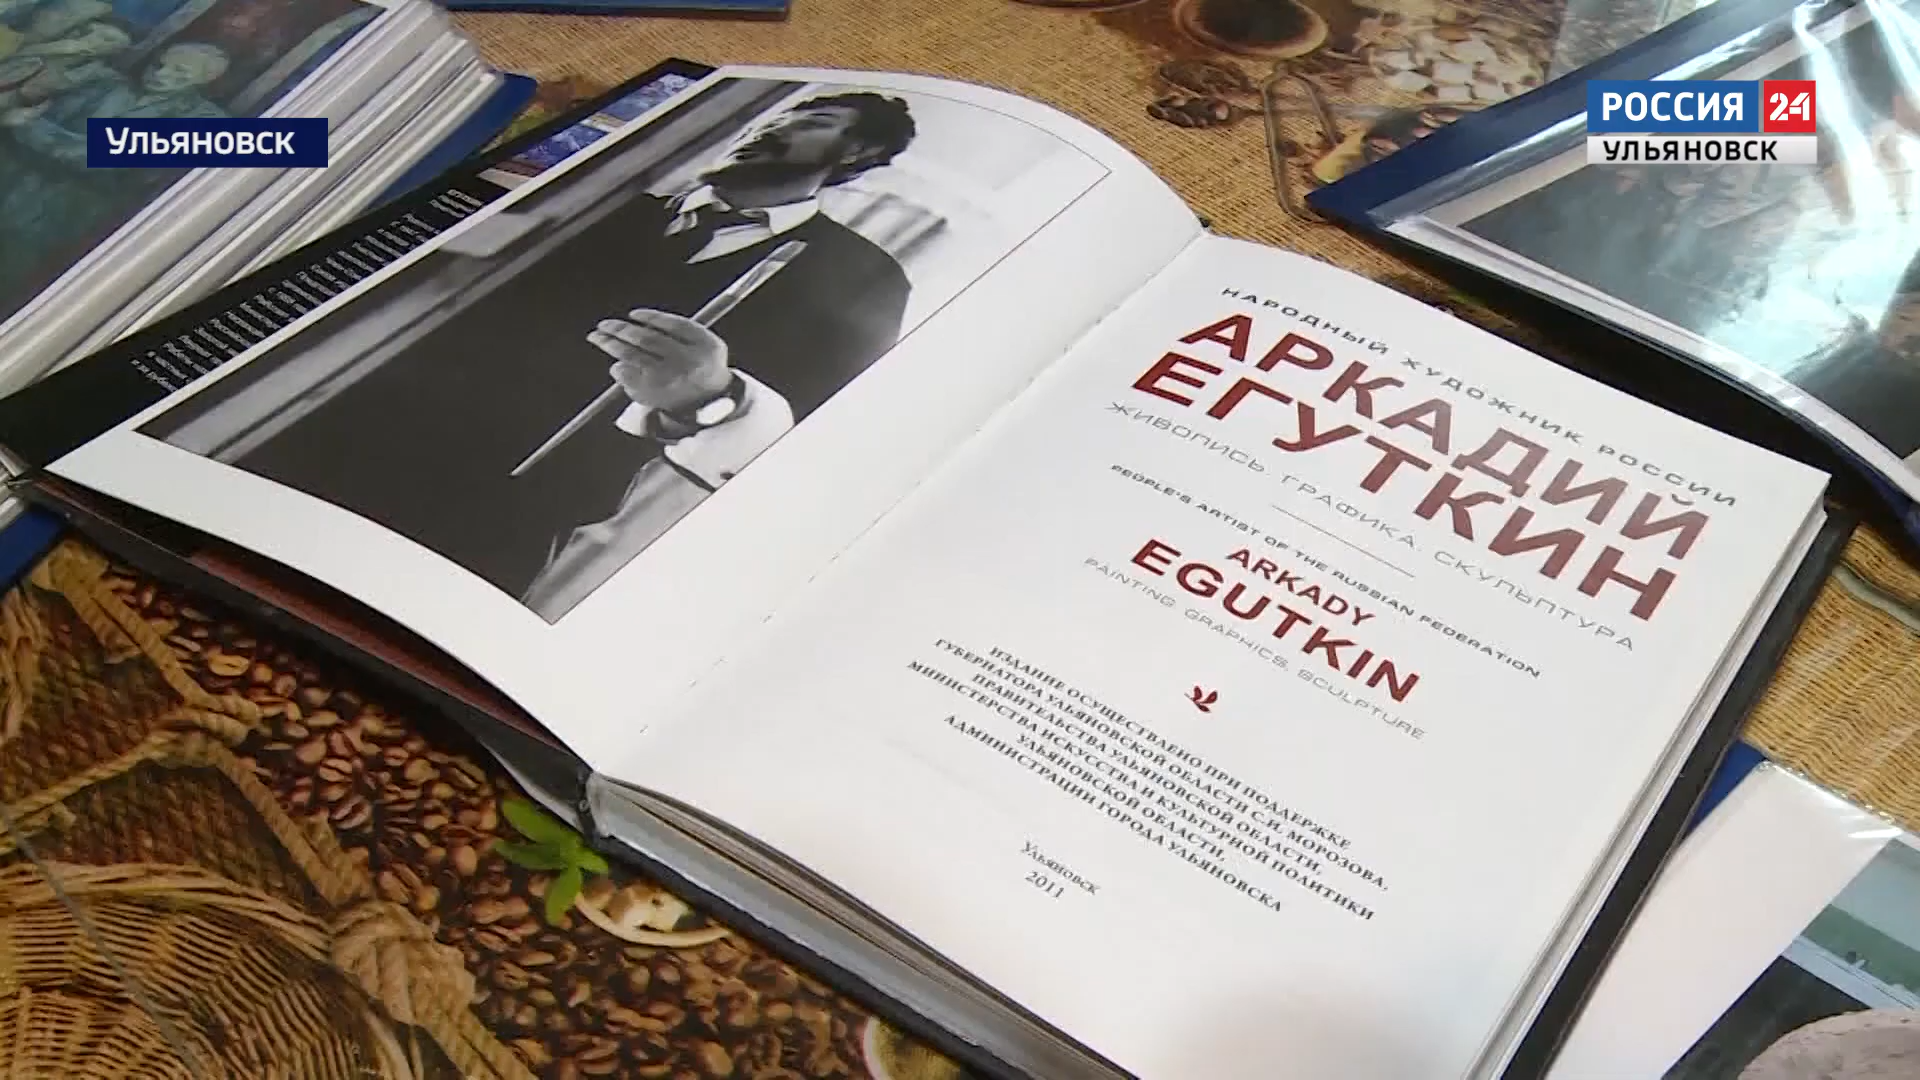 Ульяновск
РОССИЯ 24
УЛЬЯНОВСК
НАРОДНЫЙ ХУДОЖНИК РОССИИ
АРКАДИЙ
ЕГУТКИН
ЖИВОПИСЬ. ГРАФИКА. СКУЛЬПТУРА
PEOPLE'S ARTIST OF THE RUSSIAN FEDERATION
ARKADY
EGUTKIN
PAINTING. GRAPHICS. SCULPTURE
ИЗДАНИЕ ОСУЩЕСТВЛЕНО ПРИ ПОДДЕРЖКЕ
ГУБЕРНАТОРА УЛЬЯНОВСКОЙ ОБЛАСТИ С.И. МОРОЗОВА,
ПРАВИТЕЛЬСТВА УЛЬЯНОВСКОЙ ОБЛАСТИ,
МИНИСТЕРСТВА ИСКУССТВА И КУЛЬТУРНОЙ ПОЛИТИКИ
УЛЬЯНОВСКОЙ ОБЛАСТИ,
АДМИНИСТРАЦИИ ГОРОДА УЛЬЯНОВСКА
Ульяновск
2011